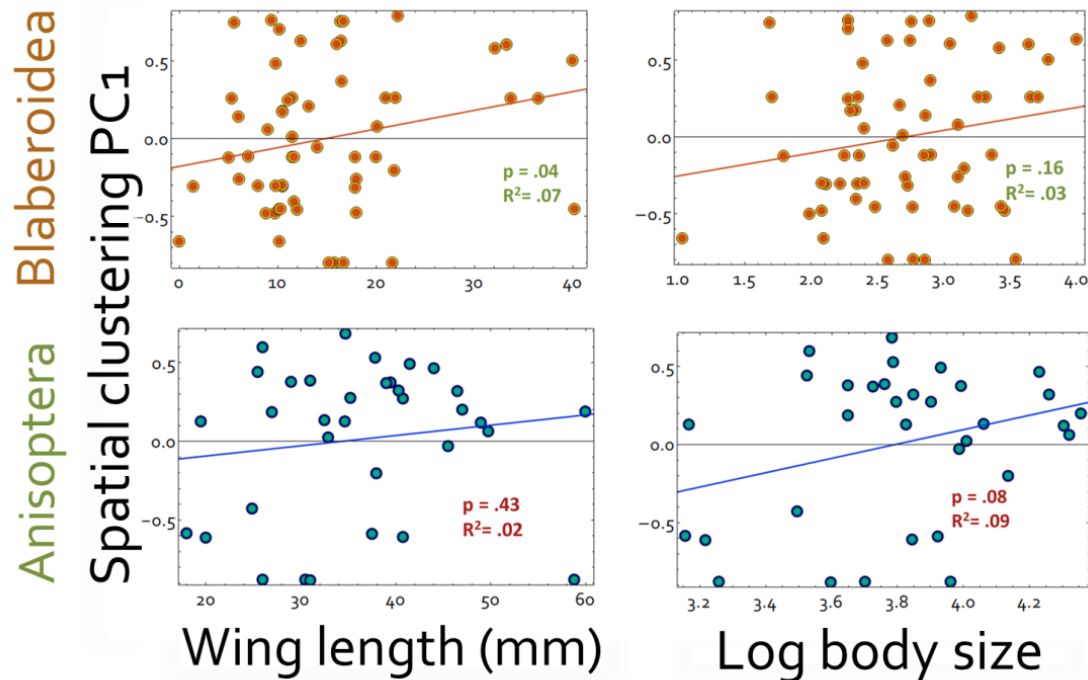 Blaberoidea
Anisoptera
Spatial clustering PC1
0.5
0.0
−0.5
p = .04
R²= .07
0 10 20 30 40
0.5
0.0
−0.5
p = .16
R²= .03
1.0 1.5 2.0 2.5 3.0 3.5 4.0
0.5
0.0
−0.5
p = .43
R²= .02
20 30 40 50 60
0.5
0.0
−0.5
p = .08
R²= .09
3.2 3.4 3.6 3.8 4.0 4.2
Wing length (mm)
Log body size